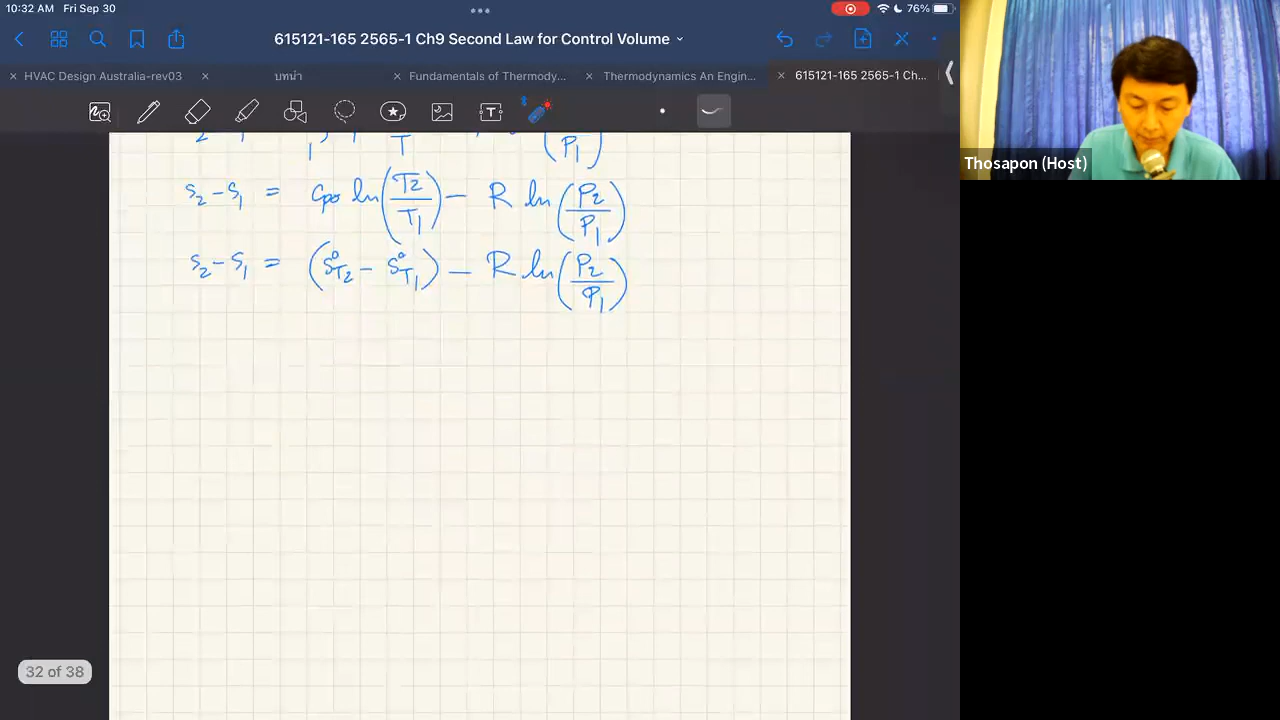 10:32 AM Fri Sep 30
76%
615121-165 2565-1 Ch9 Second Law for Control Volume
HVAC Design Australia-rev03
บทนำ
Fundamentals of Thermody...
Thermodynamics An Engin...
615121-165 2565-1 Ch...
s₂ − s₁ = Cp₀ ln(T₂/T₁) − R ln(P₂/P₁)
s₂ − s₁ = (s°T₂ − s°T₁) − R ln(P₂/P₁)
32 of 38
Thosapon (Host)